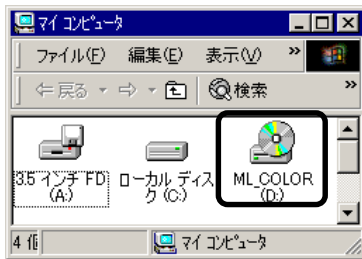 マイ コンピュータ
ファイル(F) 編集(E) 表示(V) »
戻る 検索 »
3.5 インチ FD
(A:)
ローカル ディス
ク (C:)
ML_COLOR
(D:)
マイ コンピュータ